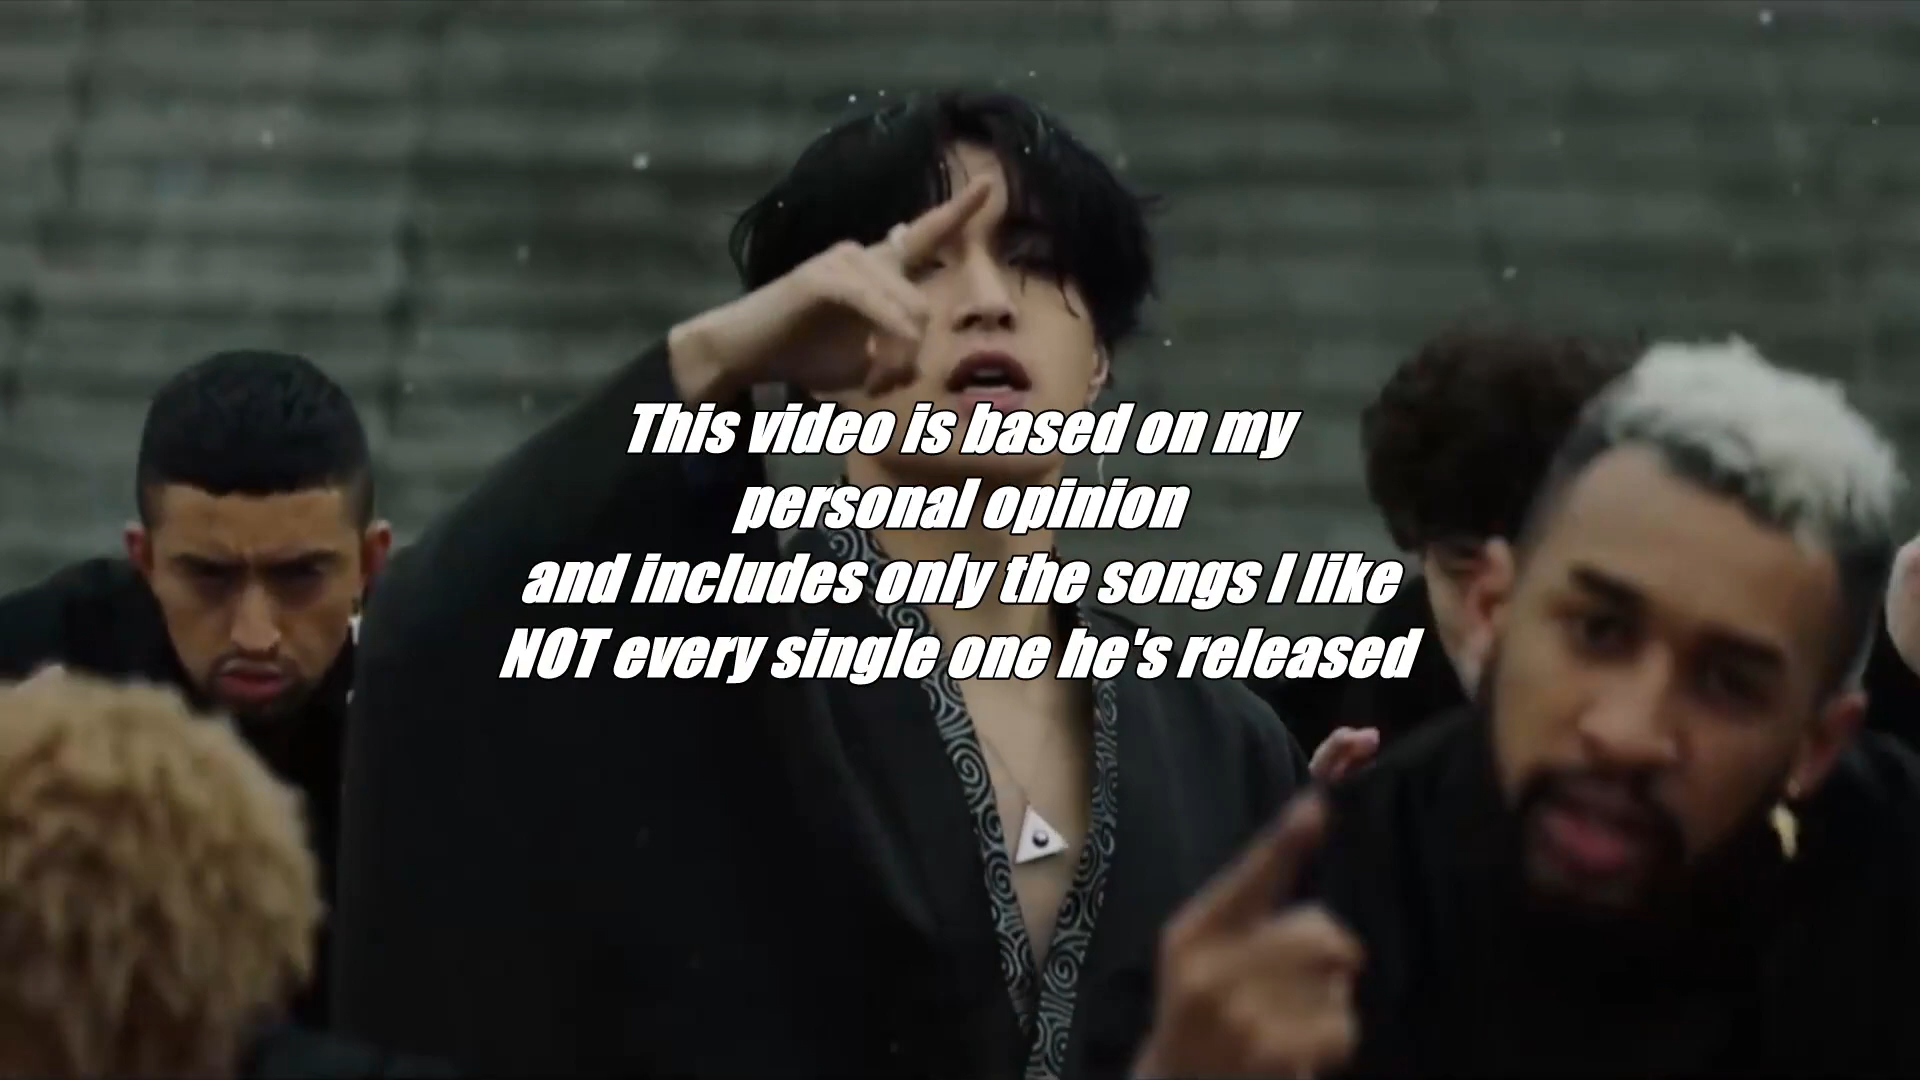 This video is based on my
personal opinion
and includes only the songs I like
NOT every single one he's released